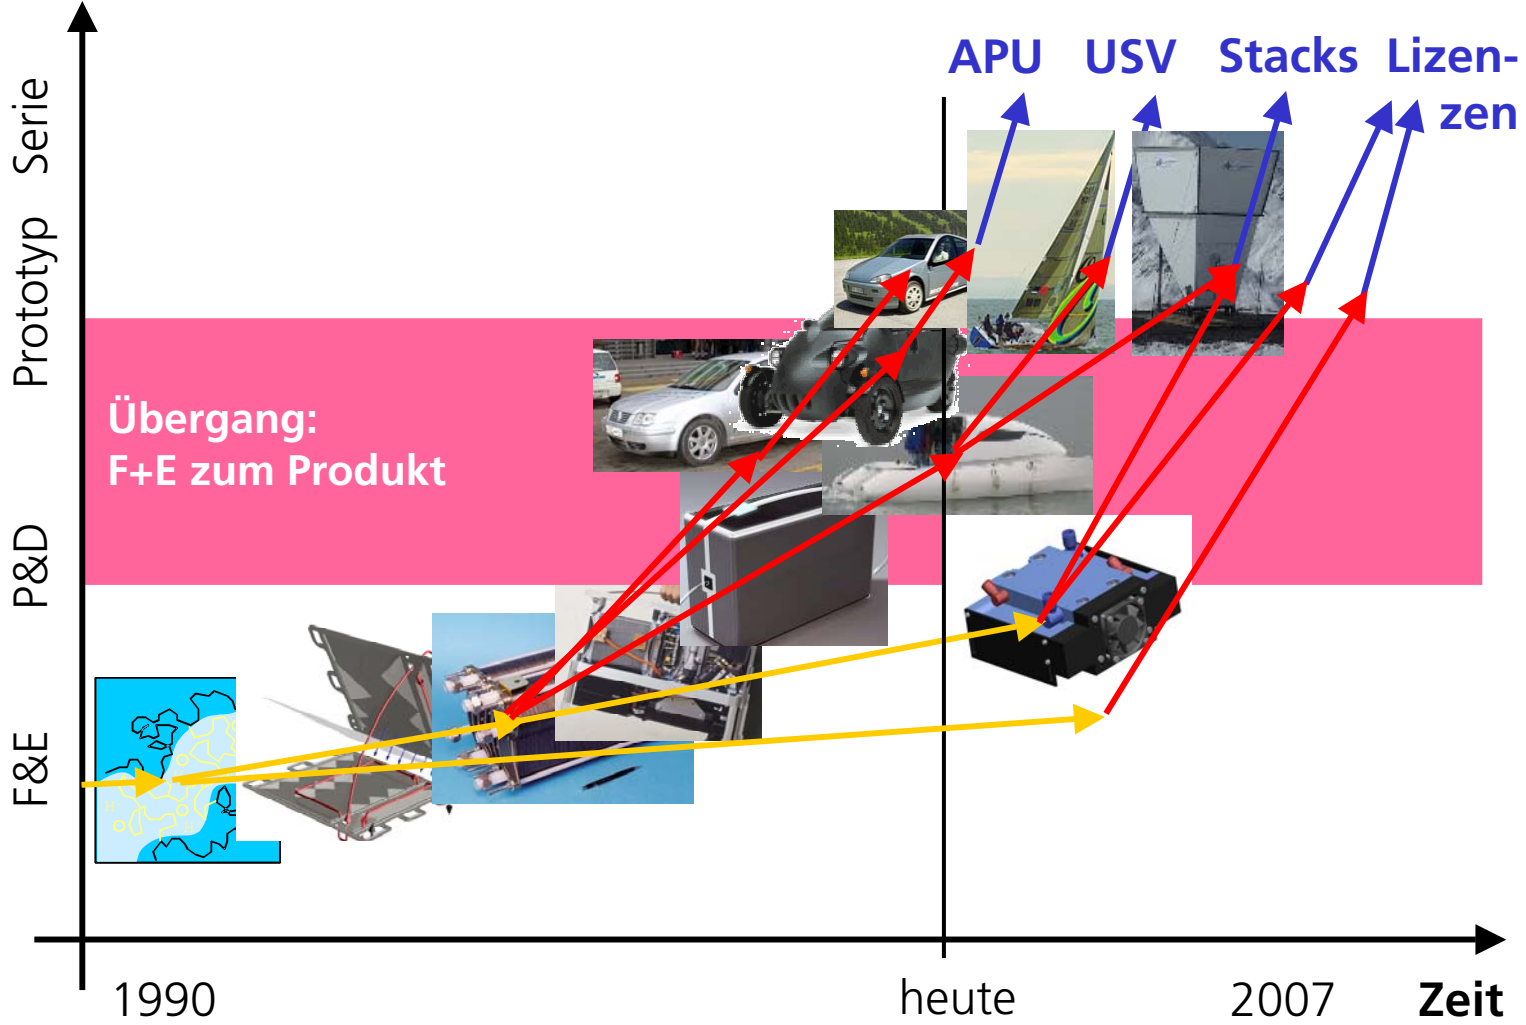 APU USV Stacks Lizen-
zen
Serie
Prototyp
P&D
F&E
Übergang:
F+E zum Produkt
1990 heute 2007 Zeit